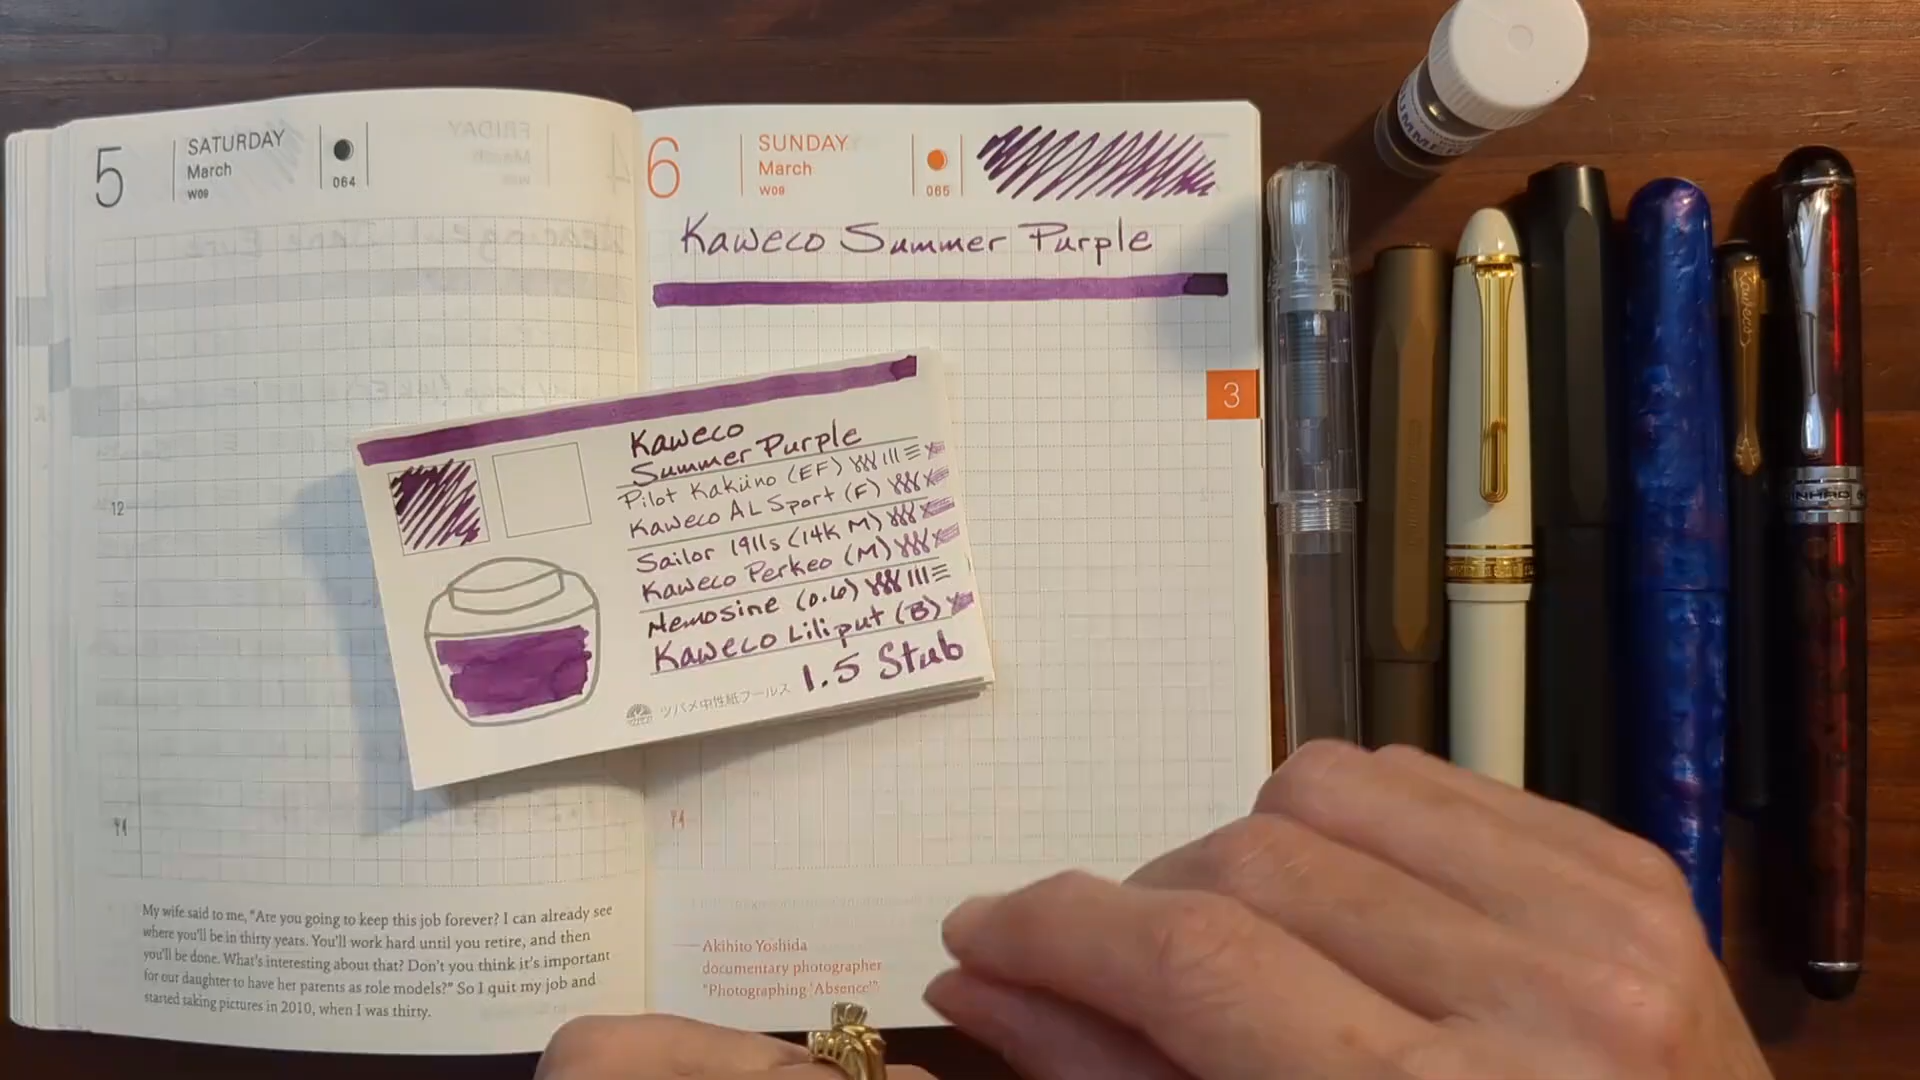 5
SATURDAY
March
W09
064
6
SUNDAY
March
W09
065
Kaweco Summer Purple
3
12
Kaweco
Summer Purple
Pilot Kaküno (EF)
Kaweco AL Sport (F)
Sailor 1911s (14K M)
Kaweco Perkeo (M)
Nemosine (0.6)
Kaweco Liliput (B)
1.5 Stub
ツバメ中性紙フールス
My wife said to me, "Are you going to keep this job forever? I can already see
where you'll be in thirty years. You'll work hard until you retire, and then
you'll be done. What's interesting about that? Don't you think it's important
for our daughter to have her parents as role models?" So I quit my job and
started taking pictures in 2010, when I was thirty.
Akihito Yoshida
documentary photographer
"Photographing 'Absence'"
Kaweco